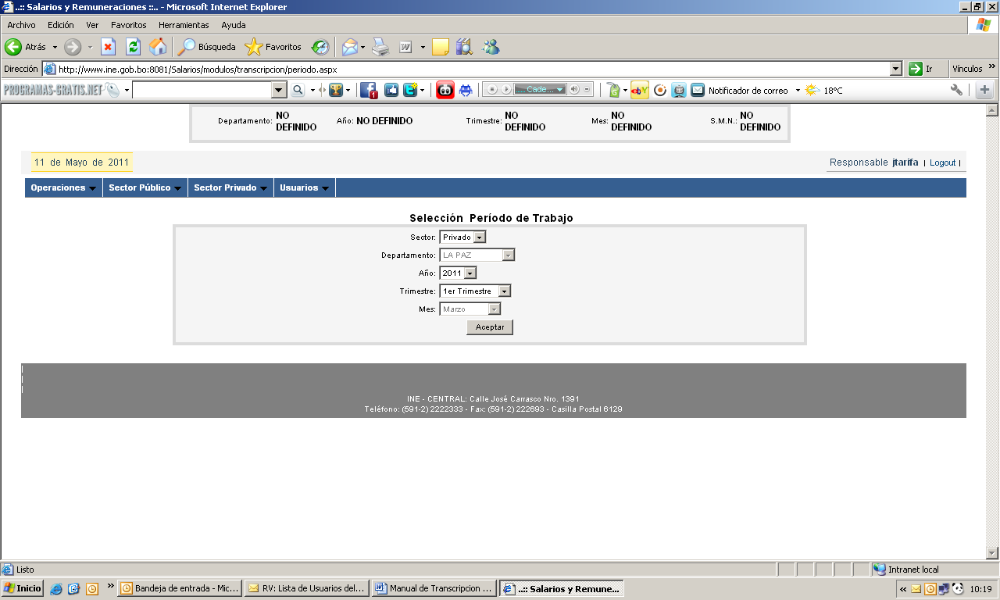 ..:: Salarios y Remuneraciones ::.. - Microsoft Internet Explorer
Archivo Edición Ver Favoritos Herramientas Ayuda
Atrás Búsqueda Favoritos
Dirección http://www.ine.gob.bo:8081/Salarios/modulos/transcripcion/periodo.aspx Ir Vínculos »
PROGRAMAS-GRATIS.NET 1 .... Cade... ebY Notificador de correo 18°C
Departamento: NO DEFINIDO Año: NO DEFINIDO Trimestre: NO DEFINIDO Mes: NO DEFINIDO S.M.N.: NO DEFINIDO
11 de Mayo de 2011 Responsable jtarifa | Logout |
Operaciones Sector Público Sector Privado Usuarios
Selección Período de Trabajo
Sector: Privado
Departamento: LA PAZ
Año: 2011
Trimestre: 1er Trimestre
Mes: Marzo
Aceptar
|
|
|
INE - CENTRAL: Calle José Carrasco Nro. 1391
Teléfono: (591-2) 2222333 - Fax: (591-2) 222693 - Casilla Postal 6129
Listo Intranet local
Inicio » Bandeja de entrada - Mic... RV: Lista de Usuarios del... Manual de Transcripcion ... ..:: Salarios y Remune... « 10:19